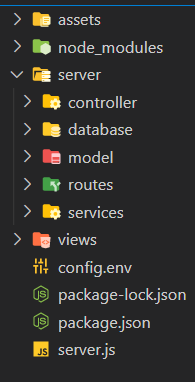 assets
node_modules
server
controller
database
model
routes
services
views
config.env
package-lock.json
package.json
server.js